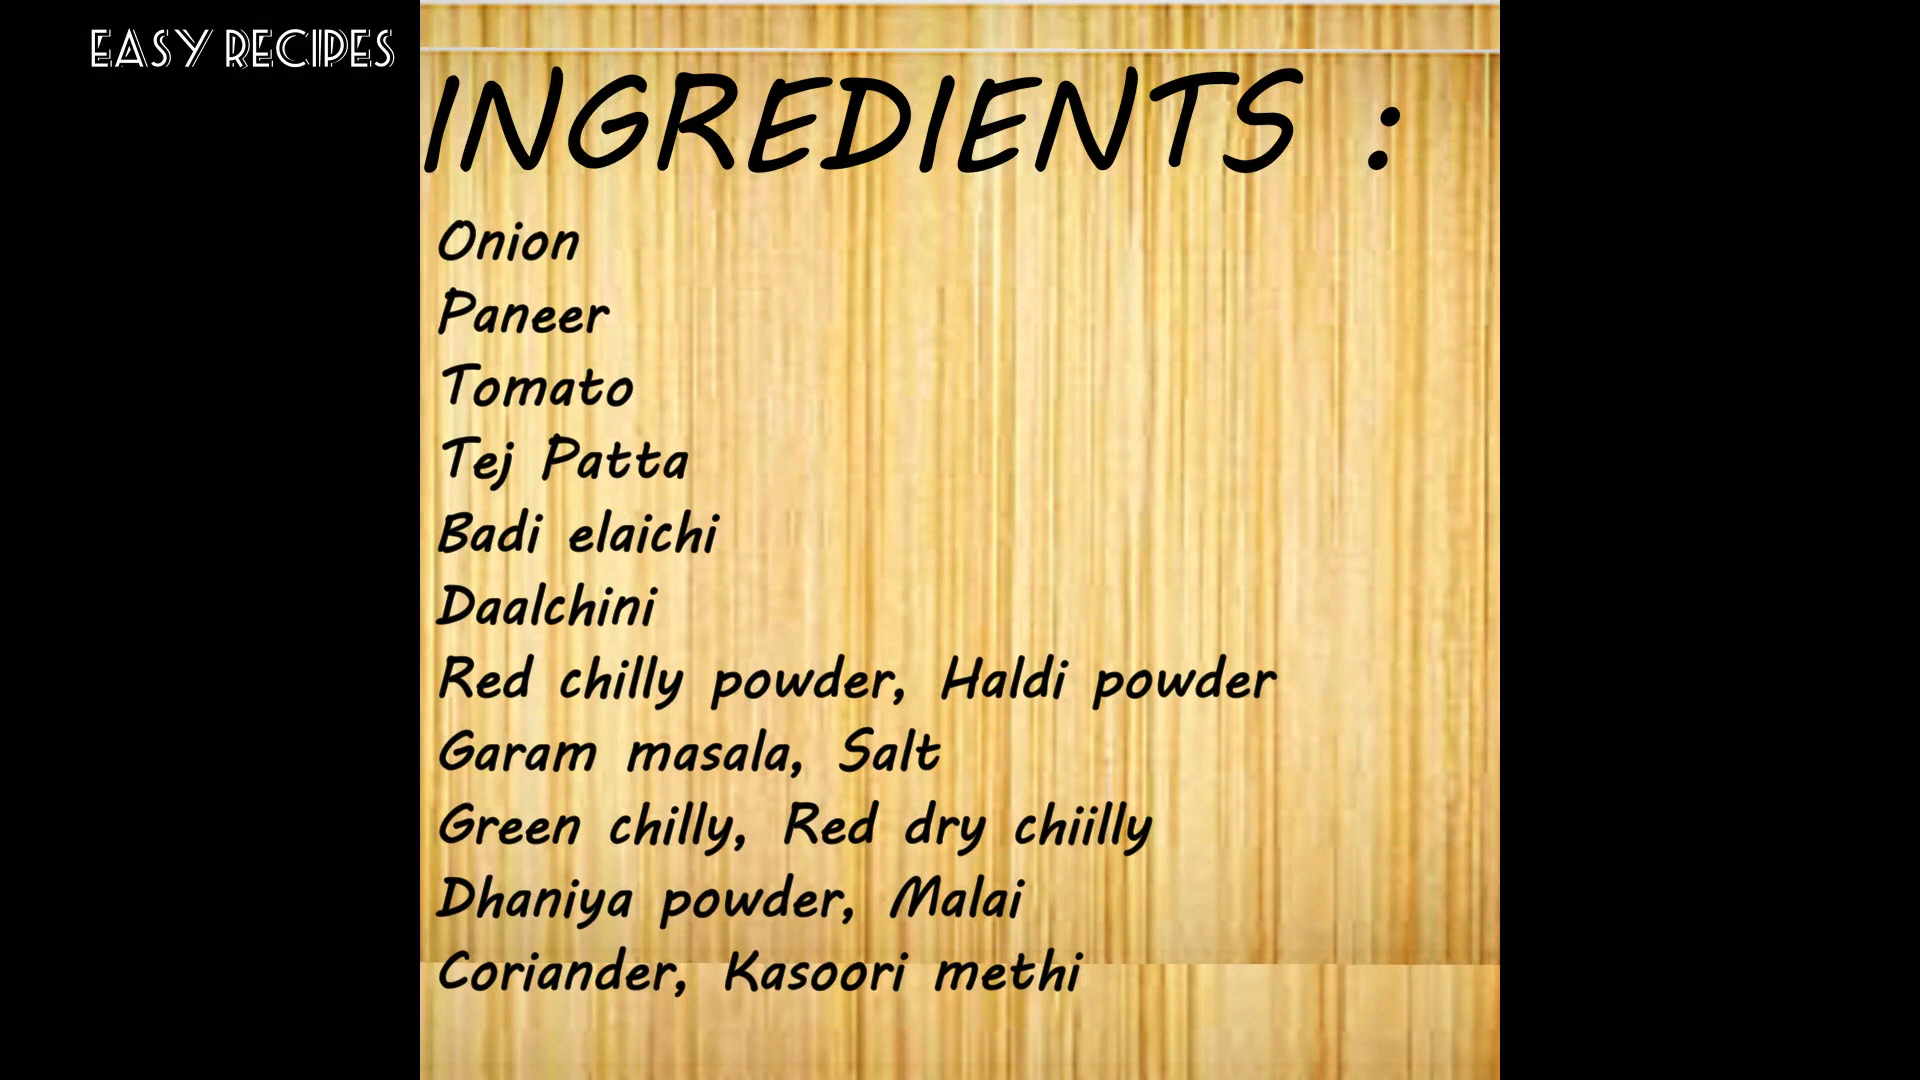 EASY RECIPES
INGREDIENTS :
Onion
Paneer
Tomato
Tej Patta
Badi elaichi
Daalchini
Red chilly powder, Haldi powder
Garam masala, Salt
Green chilly, Red dry chiilly
Dhaniya powder, Malai
Coriander, Kasoori methi